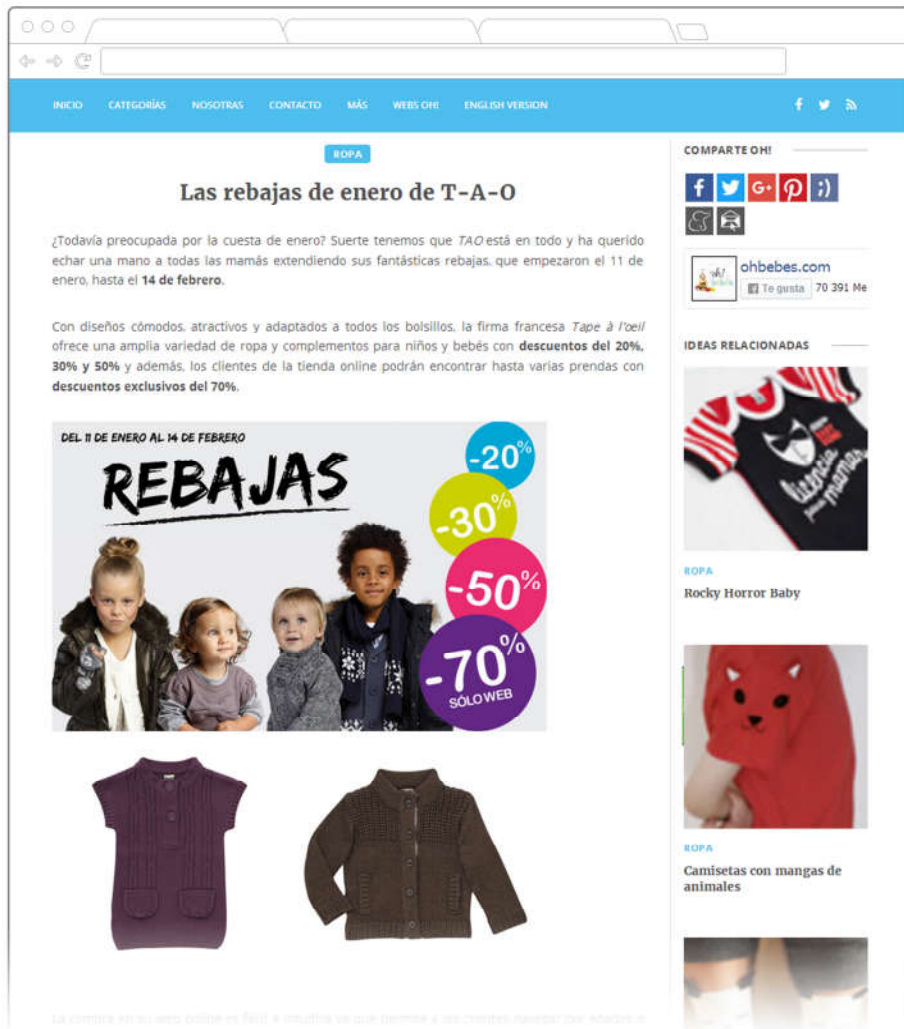 INICIO CATEGORÍAS NOSOTRAS CONTACTO MÁS WEBS OH! ENGLISH VERSION
ROPA
Las rebajas de enero de T-A-O
¿Todavía preocupada por la cuesta de enero? Suerte tenemos que TAO está en todo y ha querido
echar una mano a todas las mamás extendiendo sus fantásticas rebajas, que empezaron el 11 de
enero, hasta el 14 de febrero.
Con diseños cómodos, atractivos y adaptados a todos los bolsillos, la firma francesa Tape à l'oeil
ofrece una amplia variedad de ropa y complementos para niños y bebés con descuentos del 20%,
30% y 50% y además, los clientes de la tienda online podrán encontrar hasta varias prendas con
descuentos exclusivos del 70%.
DEL 11 DE ENERO AL 14 DE FEBRERO
REBAJAS
-20%
-30%
-50%
-70%
SÓLO WEB
COMPARTE OH!
G+
;)
oh!
ohbebes.com
Te gusta 70 391 Me
IDEAS RELACIONADAS
licencia
para
mamar
ROPA
Rocky Horror Baby
ROPA
Camisetas con mangas de
animales